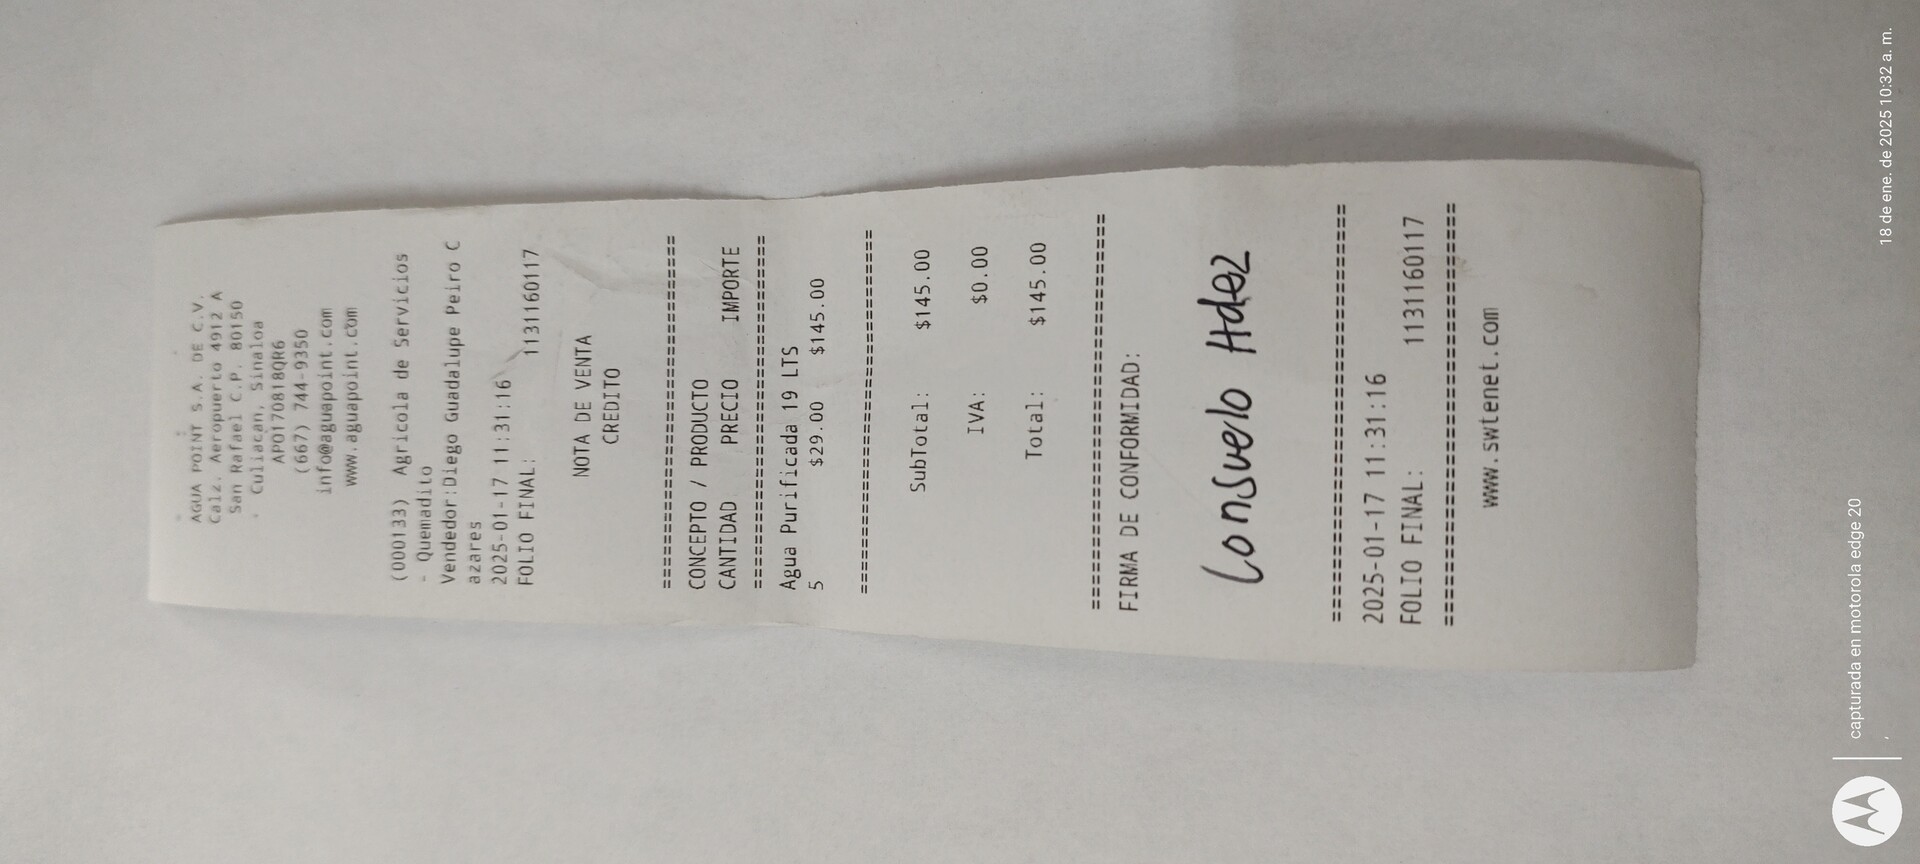 AGUA POINT S.A. DE C.V.
Calz. Aeropuerto 4912 A
San Rafael C.P. 80150
Culiacan, Sinaloa
APO170818QR6
(667) 744-9350
info@aguapoint.com
www.aguapoint.com
(000133) Agricola de Servicios
- Quemadito
Vendedor:Diego Guadalupe Peiro C
azares
2025-01-17 11:31:16
FOLIO FINAL: 1131160117
NOTA DE VENTA
CREDITO
================================
CONCEPTO / PRODUCTO
CANTIDAD PRECIO IMPORTE
================================
Agua Purificada 19 LTS
5 $29.00 $145.00
================================
SubTotal: $145.00
IVA: $0.00
Total: $145.00
================================
FIRMA DE CONFORMIDAD:
Consuelo Hdez
================================
2025-01-17 11:31:16
FOLIO FINAL: 1131160117
================================
www.swtenet.com
capturada en motorola edge 20
18 de ene. de 2025 10:32 a. m.